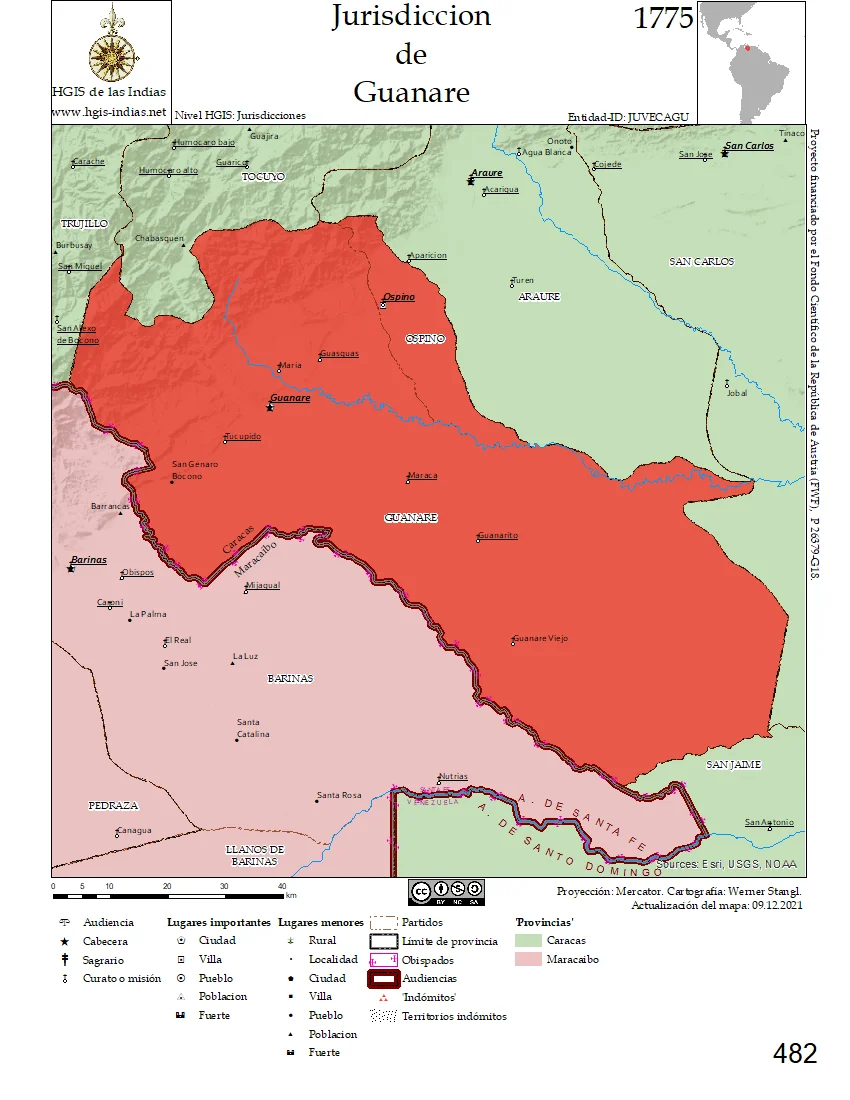 Jurisdiccion
de
Guanare
1775
HGIS de las Indias
www.hgis-indias.net
Nivel HGIS: Jurisdicciones
Entidad-ID: JUVECAGU
Humocaro bajo
Guajira
Carache
Guarico
Humocaro alto
TOCUYO
Onoto
Agua Blanca
Tinaco
San Carlos
San Jose
Cojede
Araure
Acarigua
TRUJILLO
Burbusay
Chabasquen
San Miguel
Aparicion
SAN CARLOS
Turen
ARAURE
Ospino
San Alexo
de Bocono
OSPINO
Guasguas
Maria
Jobal
Guanare
Tucupido
San Genaro
Bocono
Maraca
Barrancas
GUANARE
Guanarito
Caracas
Maracaibo
Barinas
Obispos
Mijagual
Caroni
La Palma
El Real
Guanare Viejo
San Jose
La Luz
BARINAS
Santa
Catalina
SAN JAIME
Nutrias
Santa Rosa
SANTA FE
VENEZUELA
A. DE SANTA FE
A. DE SANTO DOMINGO
PEDRAZA
Canagua
LLANOS DE
BARINAS
San Antonio
Sources: Esri, USGS, NOAA
Proyecto financiado por el Fondo Científico de la República de Austria (FWF), P 26379-G18.
0 5 10 20 30 40
km
CC BY NC SA
Proyección: Mercator. Cartografía: Werner Stangl.
Actualización del mapa: 09.12.2021
Audiencia
Cabecera
Sagrario
Curato o misión
Lugares importantes
Ciudad
Villa
Pueblo
Poblacion
Fuerte
Lugares menores
Rural
Localidad
Ciudad
Villa
Pueblo
Poblacion
Fuerte
Partidos
Límite de provincia
Obispados
Audiencias
'Indómitos'
Territorios indómitos
'Provincias'
Caracas
Maracaibo
482